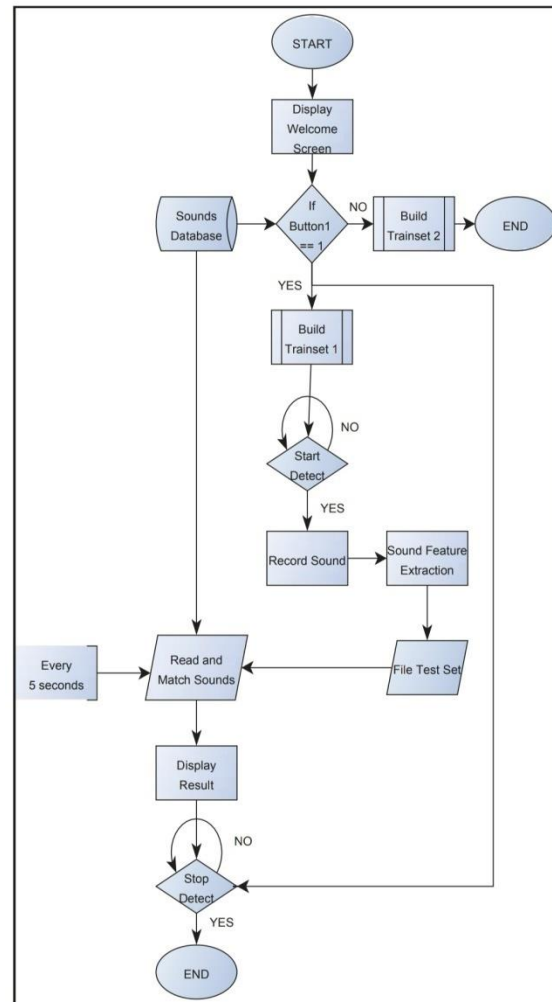 START
Display
Welcome
Screen
Sounds
Database
If
Button1
== 1
NO
Build
Trainset 2
END
YES
Build
Trainset 1
NO
Start
Detect
YES
Record Sound
Sound Feature
Extraction
Every
5 seconds
Read and
Match Sounds
File Test Set
Display
Result
NO
Stop
Detect
YES
END